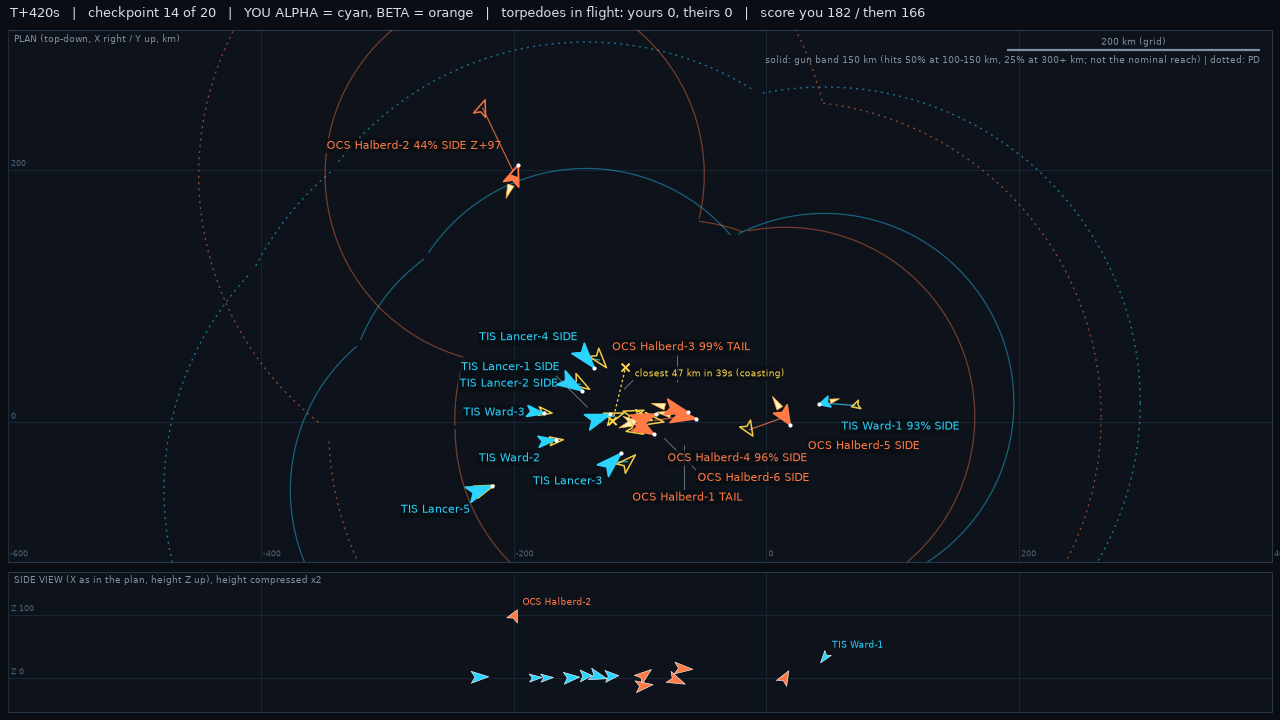 T+420s | checkpoint 14 of 20 | YOU ALPHA = cyan, BETA = orange | torpedoes in flight: yours 0, theirs 0 | score you 182 / them 166
PLAN (top-down, X right / Y up, km)
200 km (grid)
solid: gun band 150 km (hits 50% at 100-150 km, 25% at 300+ km; not the nominal reach) | dotted: PD
OCS Halberd-2 44% SIDE Z+97
200
TIS Lancer-4 SIDE
OCS Halberd-3 99% TAIL
TIS Lancer-1 SIDE
closest 47 km in 39s (coasting)
TIS Lancer-2 SIDE
TIS Ward-3
0
TIS Ward-1 93% SIDE
OCS Halberd-5 SIDE
TIS Ward-2
OCS Halberd-4 96% SIDE
TIS Lancer-3
OCS Halberd-6 SIDE
OCS Halberd-1 TAIL
TIS Lancer-5
-600
-400
-200
0
200
SIDE VIEW (X as in the plan, height Z up), height compressed x2
OCS Halberd-2
Z 100
TIS Ward-1
Z 0